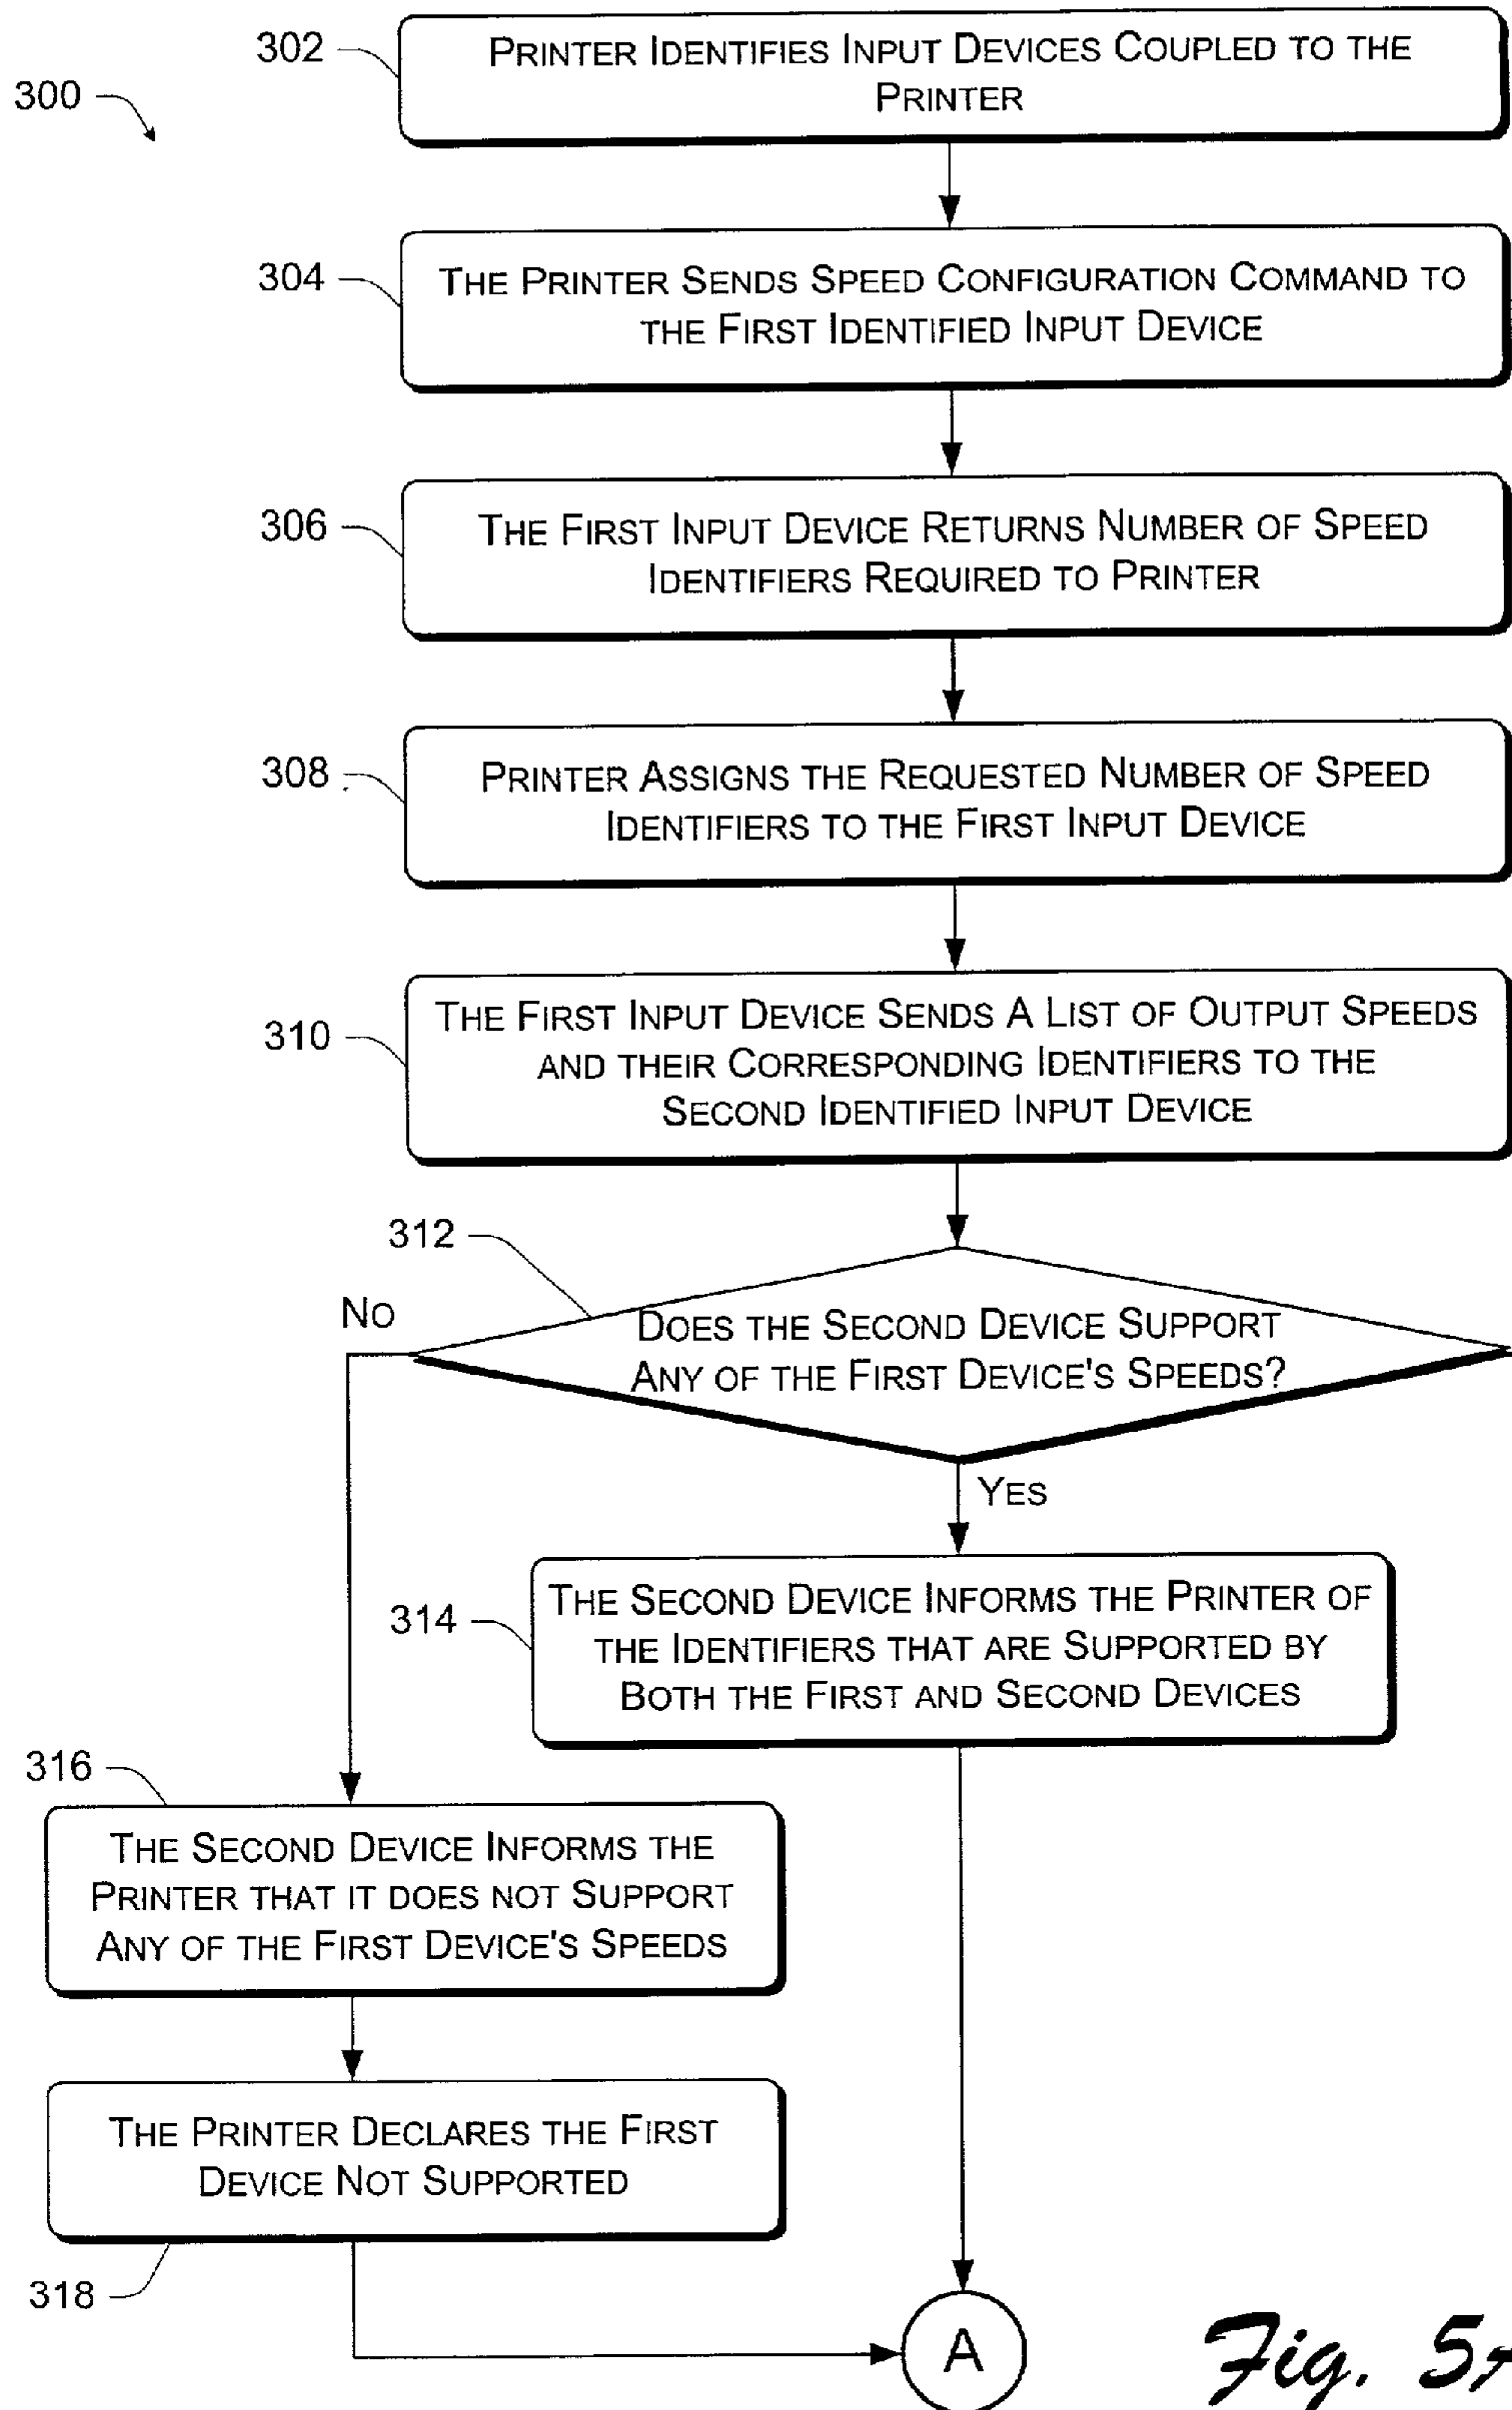 300
302
PRINTER IDENTIFIES INPUT DEVICES COUPLED TO THE
PRINTER
304
THE PRINTER SENDS SPEED CONFIGURATION COMMAND TO
THE FIRST IDENTIFIED INPUT DEVICE
306
THE FIRST INPUT DEVICE RETURNS NUMBER OF SPEED
IDENTIFIERS REQUIRED TO PRINTER
308
PRINTER ASSIGNS THE REQUESTED NUMBER OF SPEED
IDENTIFIERS TO THE FIRST INPUT DEVICE
310
THE FIRST INPUT DEVICE SENDS A LIST OF OUTPUT SPEEDS
AND THEIR CORRESPONDING IDENTIFIERS TO THE
SECOND IDENTIFIED INPUT DEVICE
312
NO
DOES THE SECOND DEVICE SUPPORT
ANY OF THE FIRST DEVICE'S SPEEDS?
YES
314
THE SECOND DEVICE INFORMS THE PRINTER OF
THE IDENTIFIERS THAT ARE SUPPORTED BY
BOTH THE FIRST AND SECOND DEVICES
316
THE SECOND DEVICE INFORMS THE
PRINTER THAT IT DOES NOT SUPPORT
ANY OF THE FIRST DEVICE'S SPEEDS
THE PRINTER DECLARES THE FIRST
DEVICE NOT SUPPORTED
318
A
Fig. 5